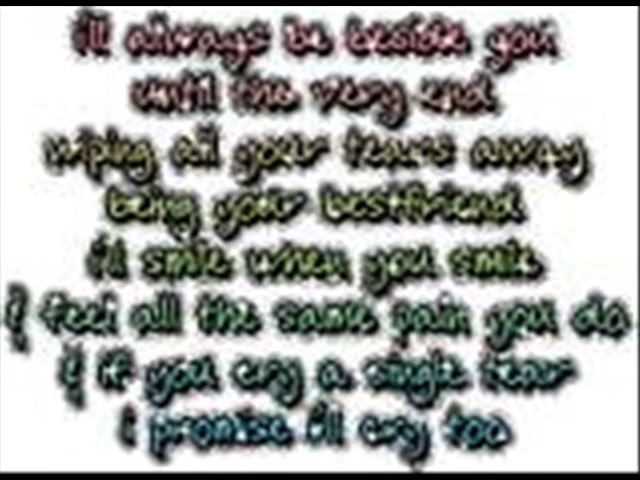 i'll always be beside you
until the very end
wiping all your tears away
being your bestfriend
i'll smile when you smile
& feel all the same pain you do
& if you cry a single tear
i promise i'll cry too